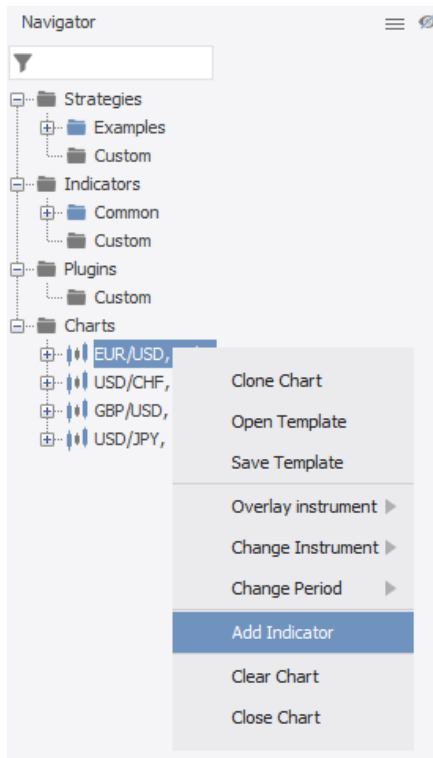 Navigator
Strategies
Examples
Custom
Indicators
Common
Custom
Plugins
Custom
Charts
EUR/USD,
USD/CHF,
GBP/USD,
USD/JPY,
Clone Chart
Open Template
Save Template
Overlay instrument
Change Instrument
Change Period
Add Indicator
Clear Chart
Close Chart